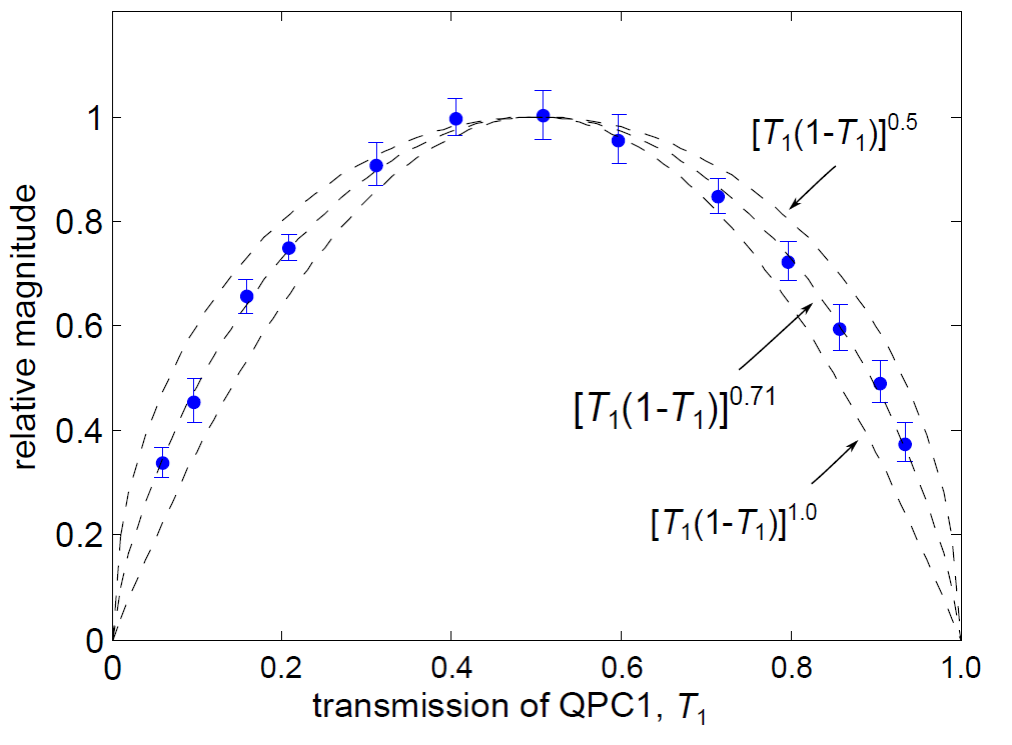 1
0.8
0.6
0.4
0.2
0
relative magnitude
[T₁(1-T₁)]⁰·⁵
[T₁(1-T₁)]⁰·⁷¹
[T₁(1-T₁)]¹·⁰
0 0.2 0.4 0.6 0.8 1.0
transmission of QPC1, T₁